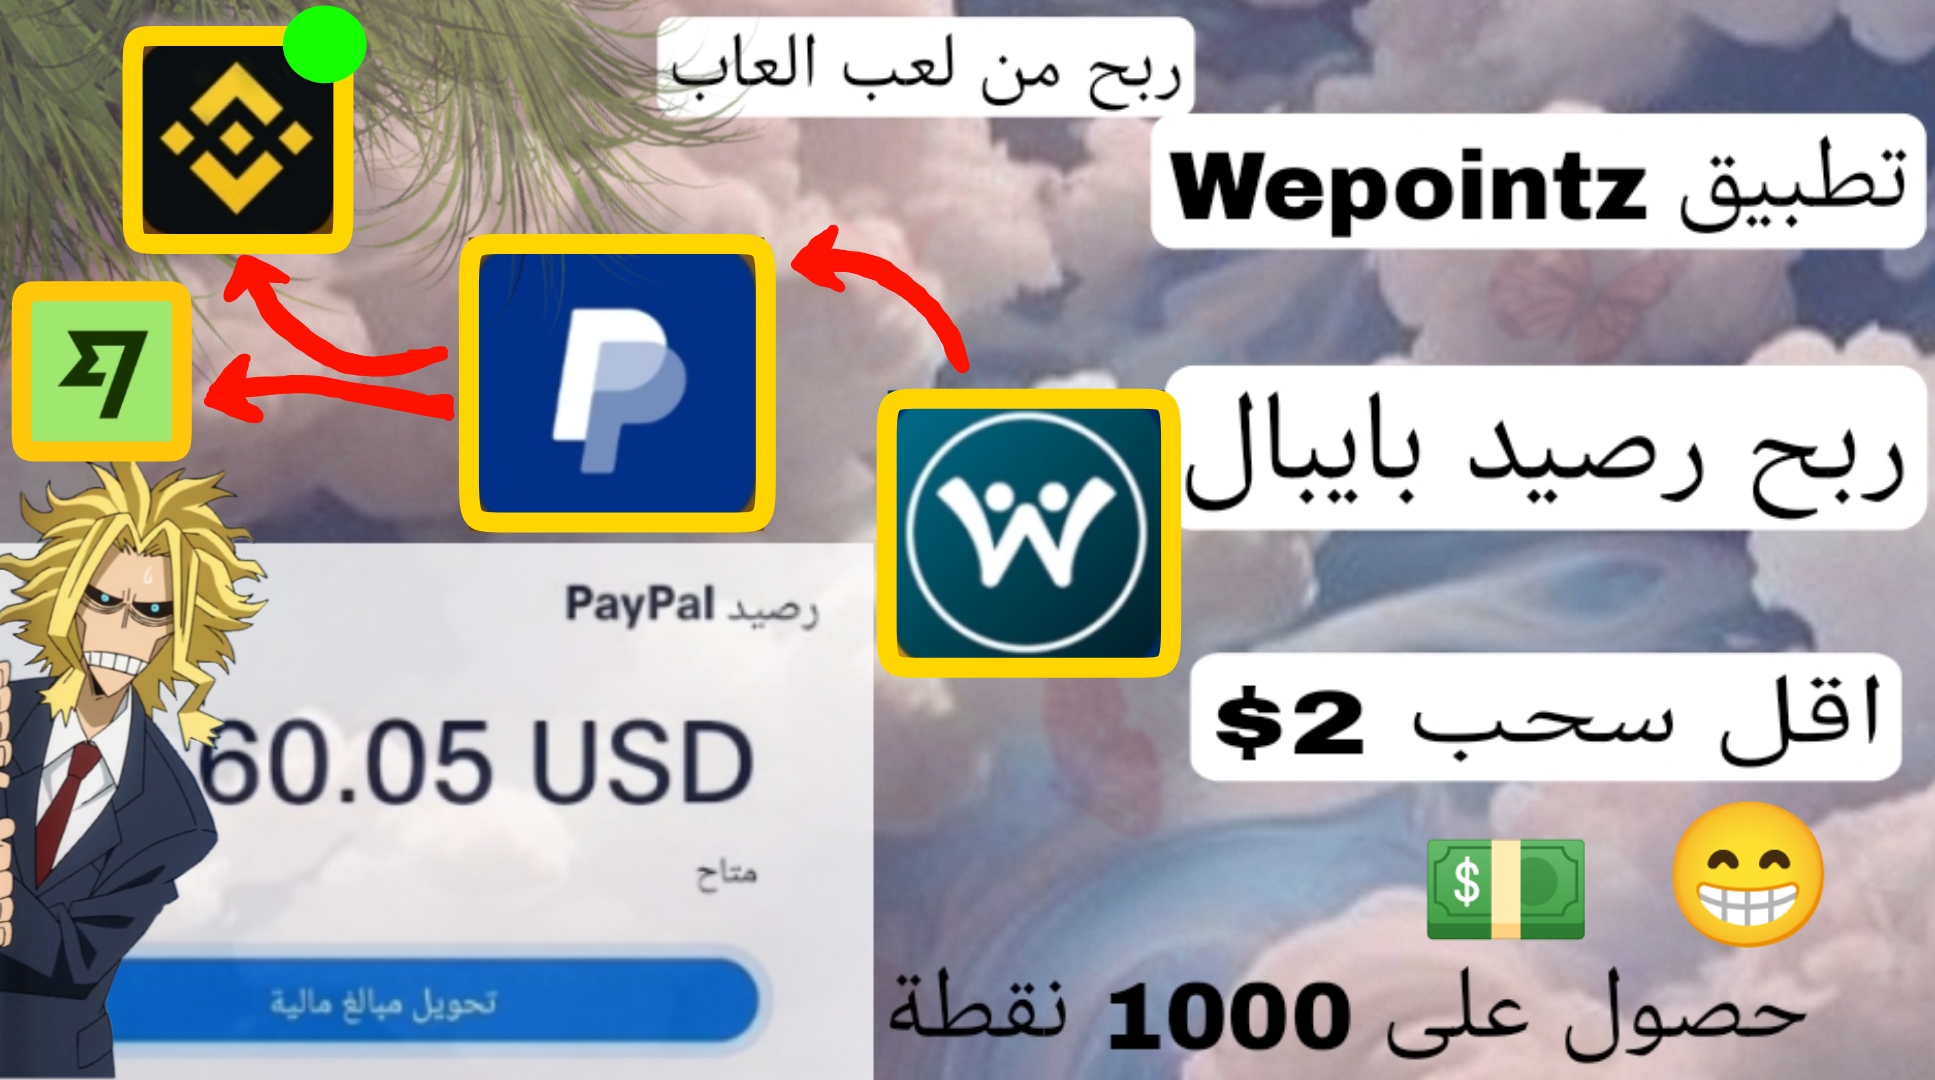 ربح من لعب العاب
تطبيق Wepointz
ربح رصيد بايبال
اقل سحب 2$
حصول على 1000 نقطة
رصيد PayPal
60.05 USD
متاح
تحويل مبالغ مالية